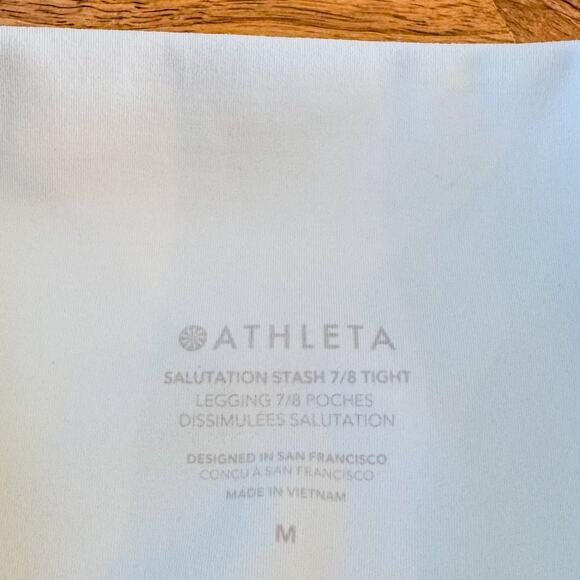 ATHLETA
SALUTATION STASH 7/8 TIGHT
LEGGING 7/8 POCHES
DISSIMULÉES SALUTATION
DESIGNED IN SAN FRANCISCO
CONÇU À SAN FRANCISCO
MADE IN VIETNAM
M